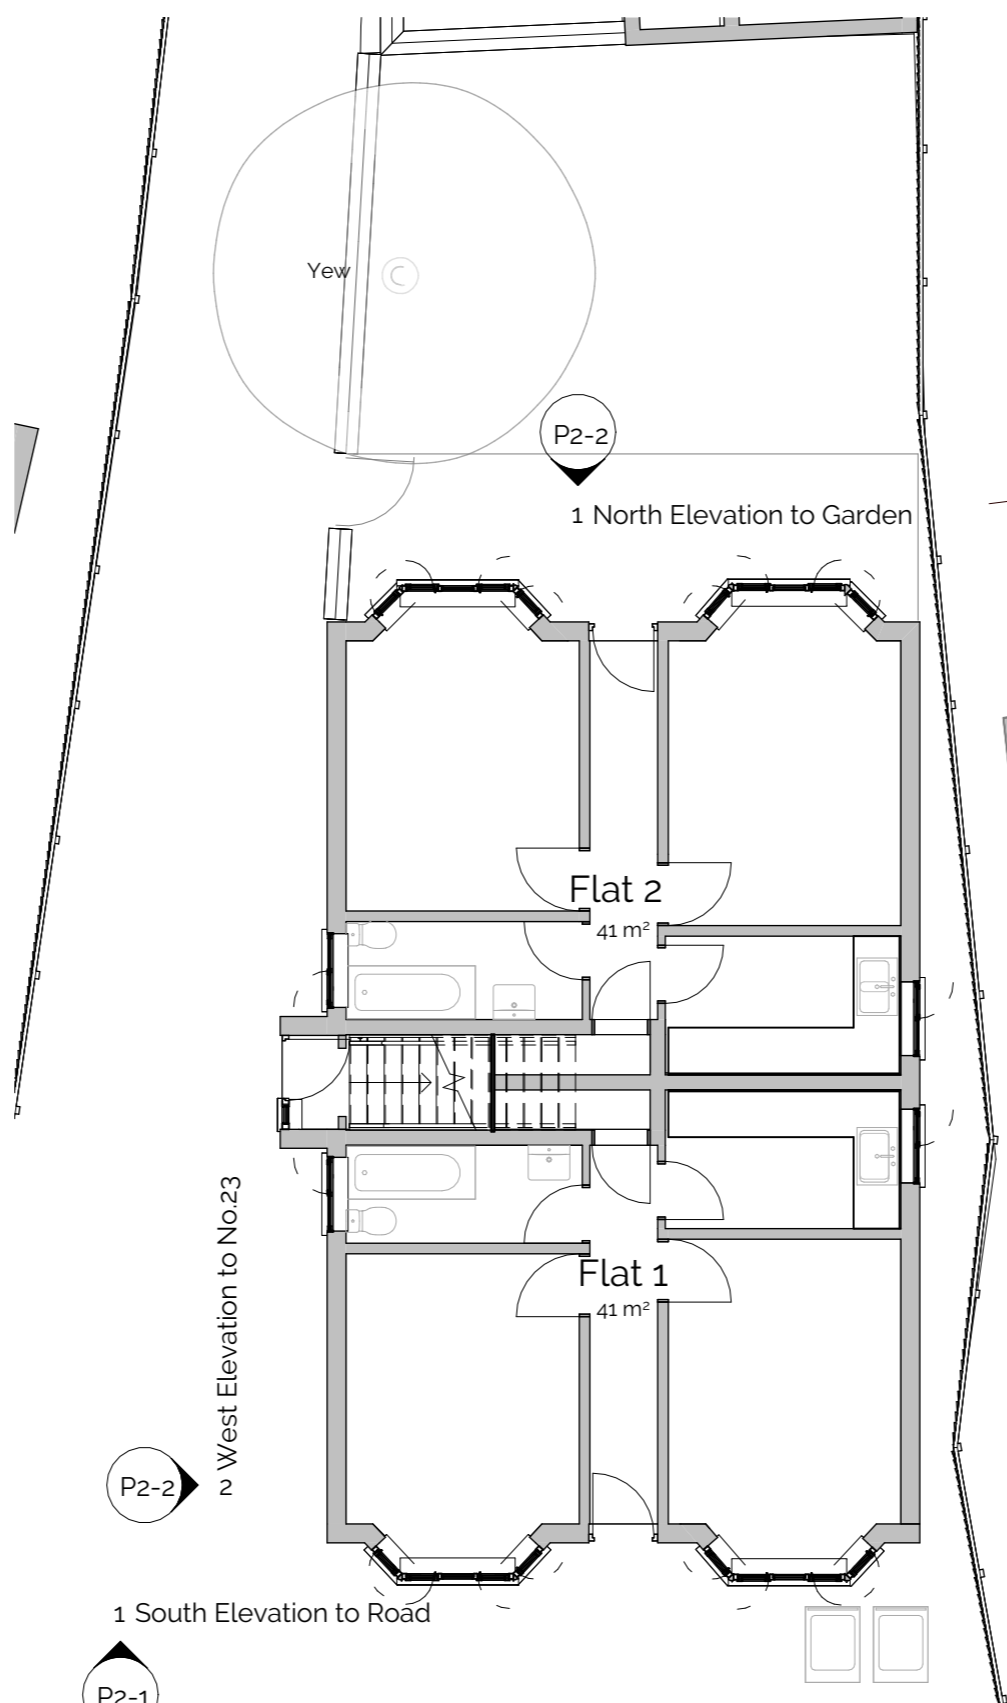 Yew
P2-2
1 North Elevation to Garden
Flat 2
41 m²
2 West Elevation to No.23
Flat 1
41 m²
P2-2
1 South Elevation to Road
P2-1